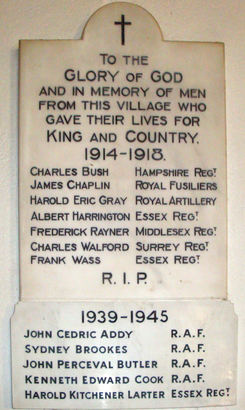 TO THE
GLORY OF GOD
AND IN MEMORY OF MEN
FROM THIS VILLAGE WHO
GAVE THEIR LIVES FOR
KING AND COUNTRY.
1914-1918.
CHARLES BUSH HAMPSHIRE REGT
JAMES CHAPLIN ROYAL FUSILIERS
HAROLD ERIC GRAY ROYAL ARTILLERY
ALBERT HARRINGTON ESSEX REGT
FREDERICK RAYNER MIDDLESEX REGT
CHARLES WALFORD SURREY REGT
FRANK WASS ESSEX REGT
R. I. P.
1939-1945
JOHN CEDRIC ADDY R.A.F.
SYDNEY BROOKES R.A.F.
JOHN PERCEVAL BUTLER R.A.F.
KENNETH EDWARD COOK R.A.F.
HAROLD KITCHENER LARTER ESSEX REGT